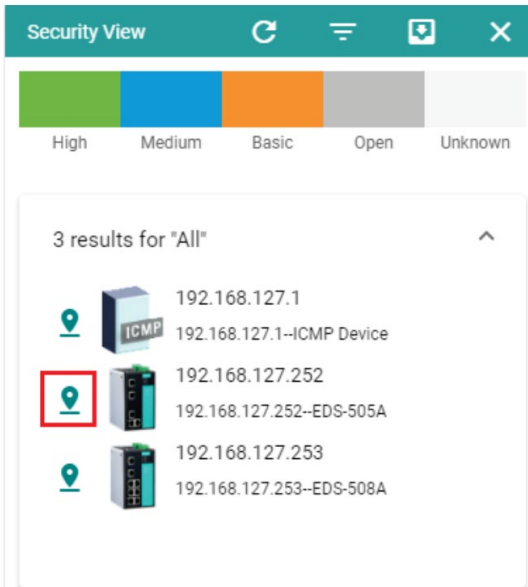 Security View
High Medium Basic Open Unknown
3 results for "All"
ICMP
192.168.127.1
192.168.127.1--ICMP Device
192.168.127.252
192.168.127.252--EDS-505A
192.168.127.253
192.168.127.253--EDS-508A